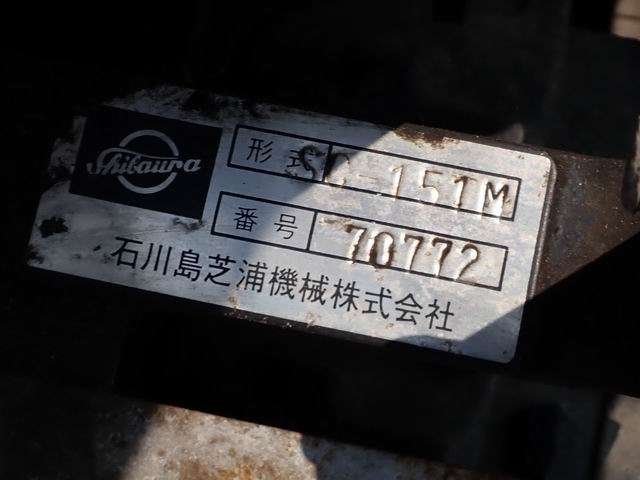 Shibaura
形式 SC-151M
番号 70772
石川島芝浦機械株式会社